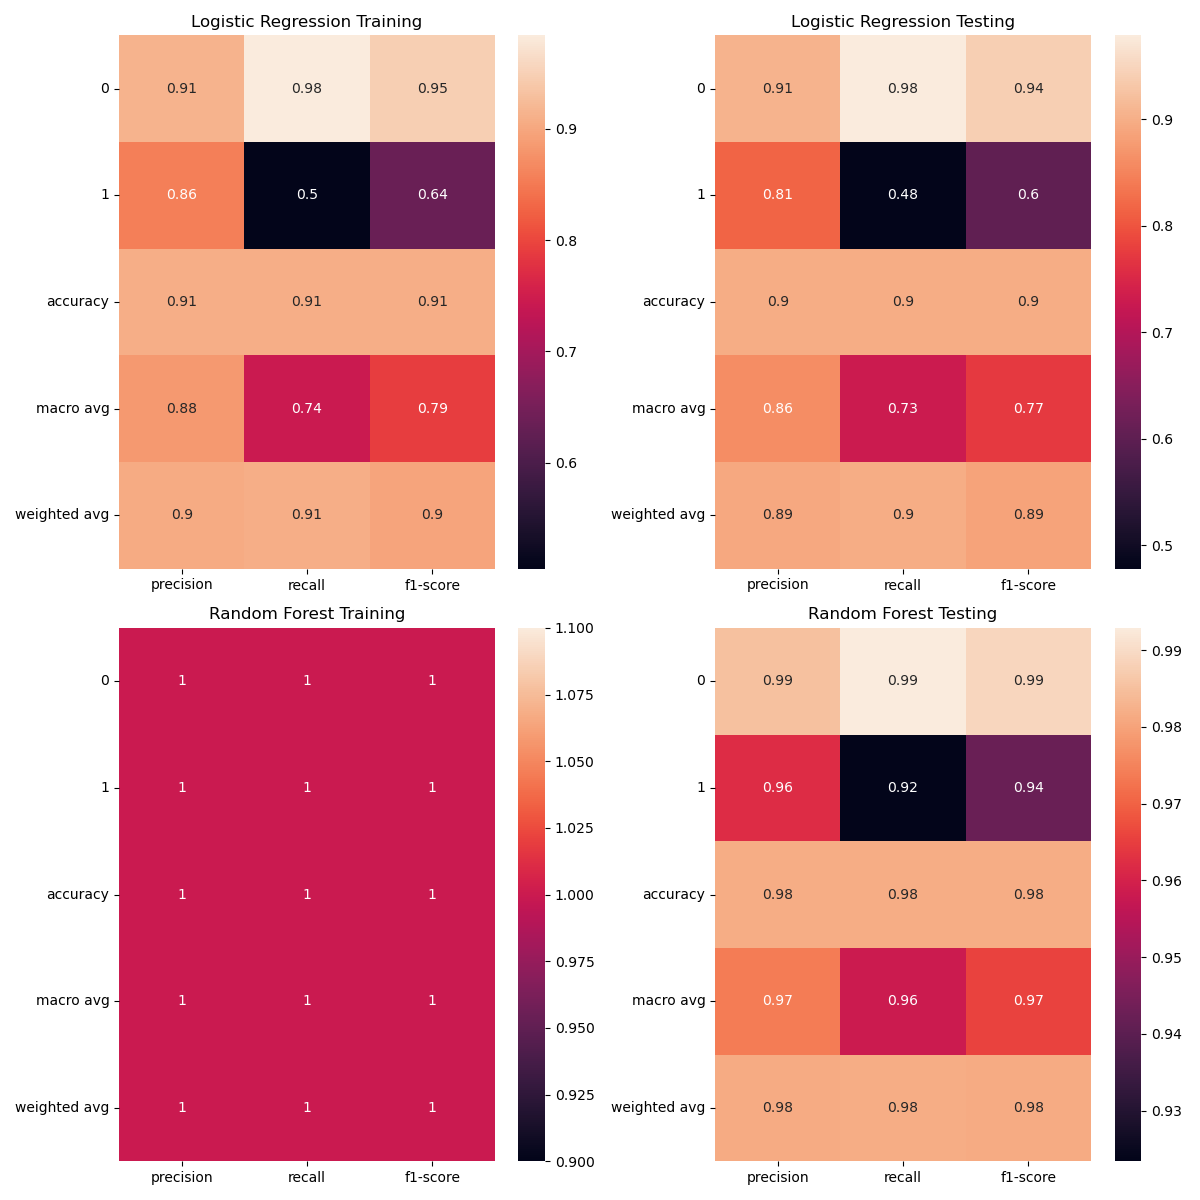 Logistic Regression Training
0 0.91 0.98 0.95
1 0.86 0.5 0.64
accuracy 0.91 0.91 0.91
macro avg 0.88 0.74 0.79
weighted avg 0.9 0.91 0.9
precision recall f1-score
0.9
0.8
0.7
0.6
Logistic Regression Testing
0 0.91 0.98 0.94
1 0.81 0.48 0.6
accuracy 0.9 0.9 0.9
macro avg 0.86 0.73 0.77
weighted avg 0.89 0.9 0.89
precision recall f1-score
0.9
0.8
0.7
0.6
0.5
Random Forest Training
0 1 1 1
1 1 1 1
accuracy 1 1 1
macro avg 1 1 1
weighted avg 1 1 1
precision recall f1-score
1.100
1.075
1.050
1.025
1.000
0.975
0.950
0.925
0.900
Random Forest Testing
0 0.99 0.99 0.99
1 0.96 0.92 0.94
accuracy 0.98 0.98 0.98
macro avg 0.97 0.96 0.97
weighted avg 0.98 0.98 0.98
precision recall f1-score
0.99
0.98
0.97
0.96
0.95
0.94
0.93